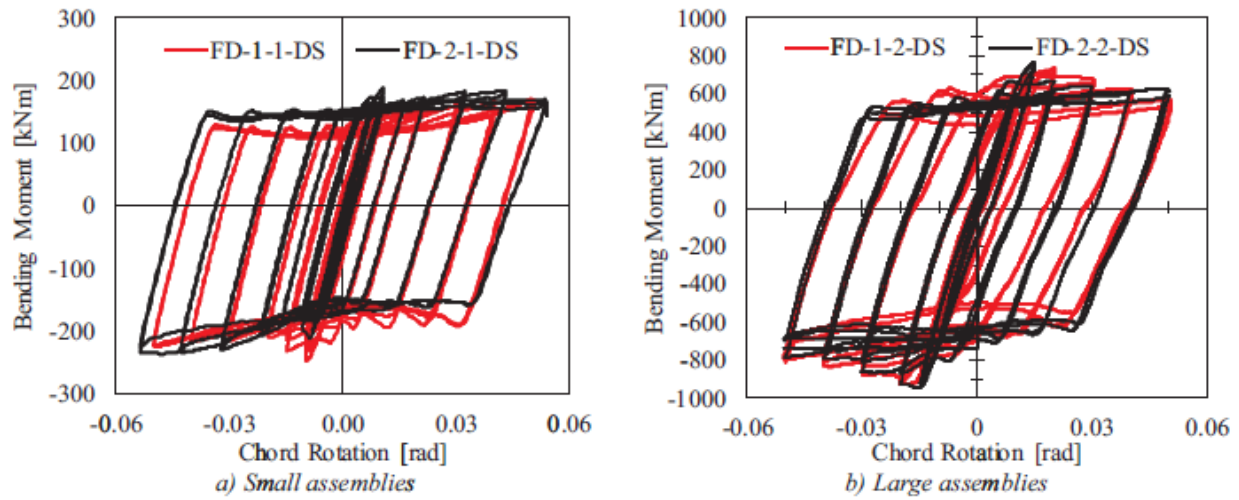 300
200
100
0
-100
-200
-300
Bending Moment [kNm]
FD-1-1-DS FD-2-1-DS
-0.06 -0.03 0.00 0.03 0.06
Chord Rotation [rad]
a) Small assemblies
1000
800
600
400
200
0
-200
-400
-600
-800
-1000
Bending Moment [kNm]
FD-1-2-DS FD-2-2-DS
-0.06 -0.03 0 0.03 0.06
Chord Rotation [rad]
b) Large assemblies